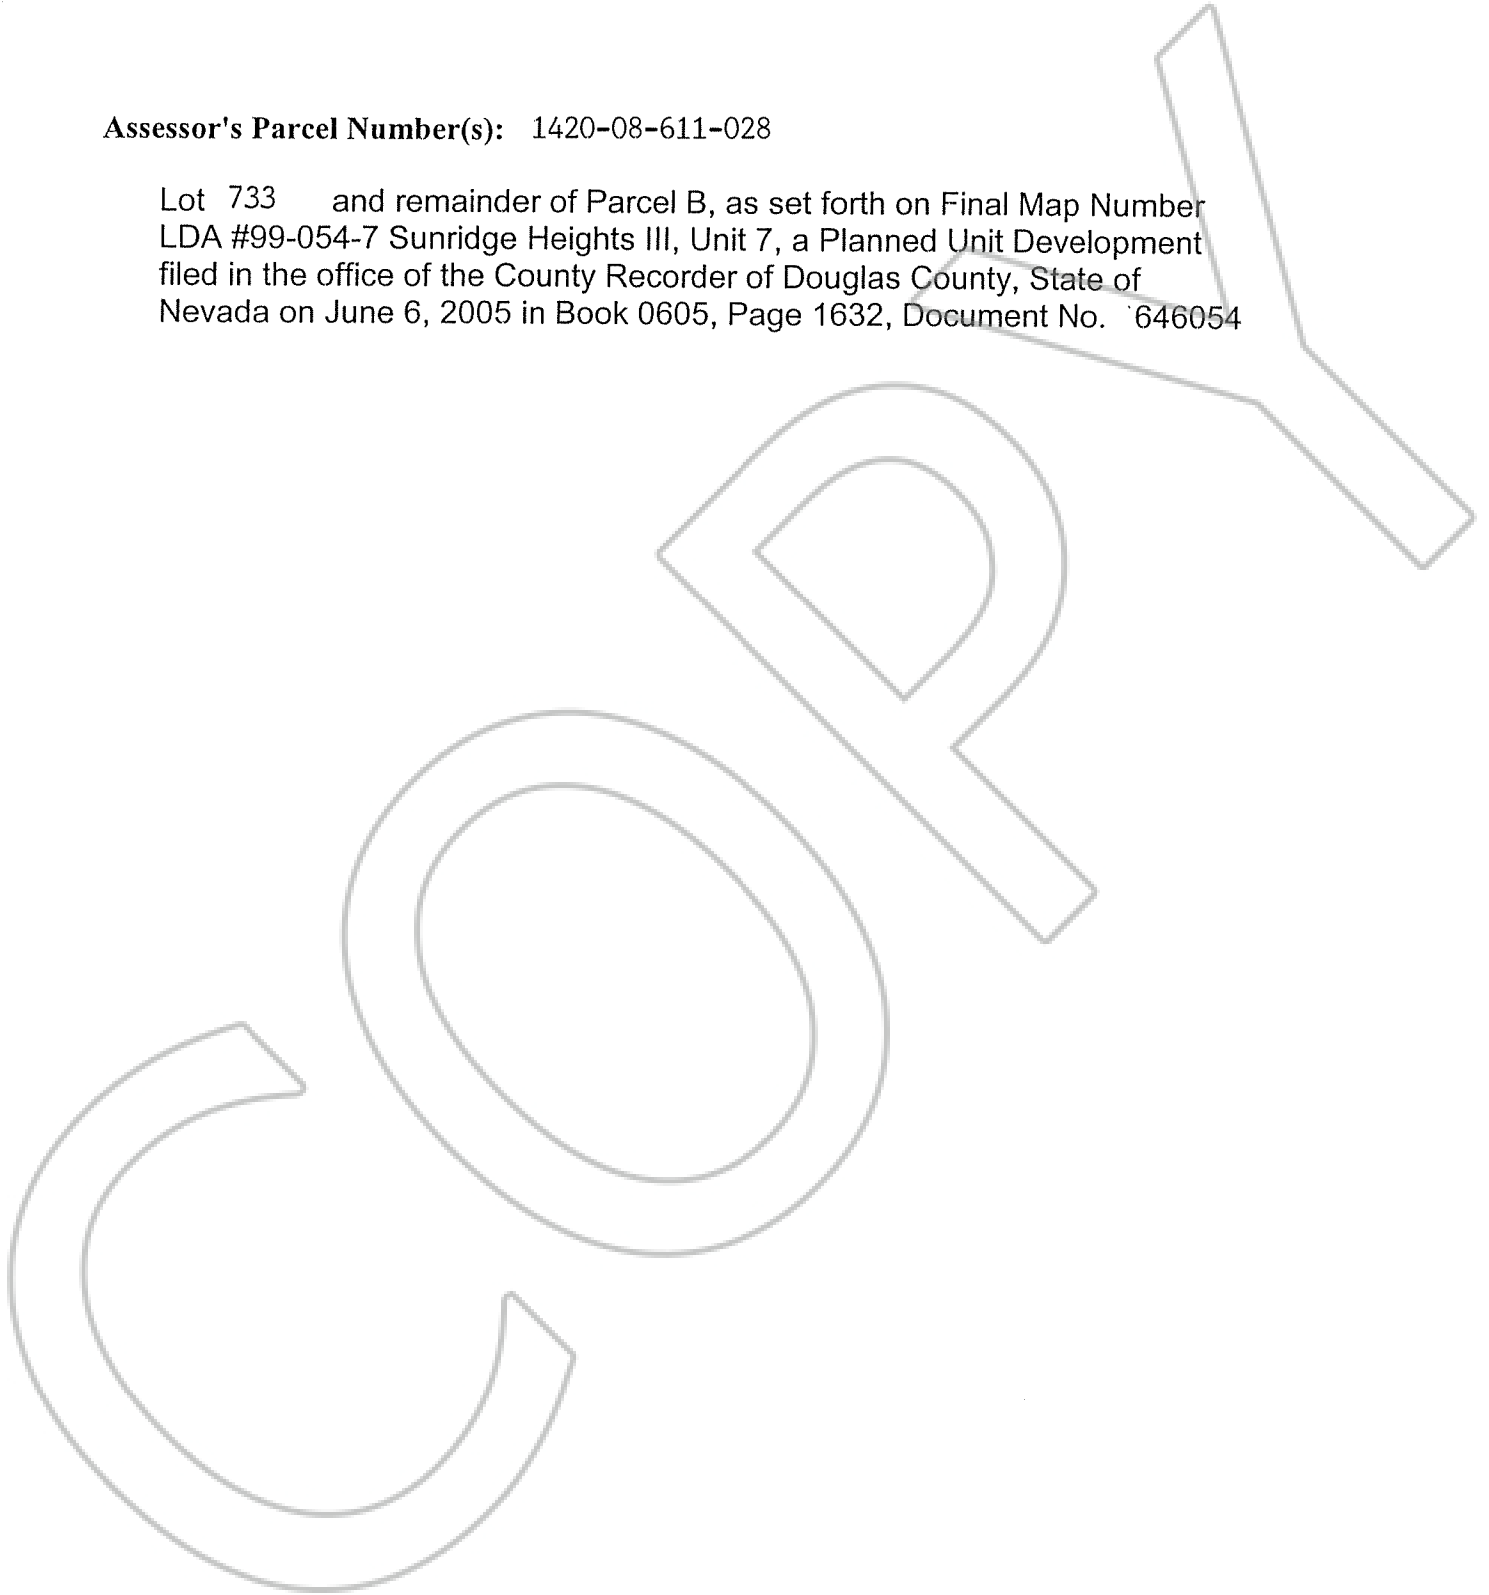 Assessor's Parcel Number(s): 1420-08-611-028
Lot 733 and remainder of Parcel B, as set forth on Final Map Number
LDA #99-054-7 Sunridge Heights III, Unit 7, a Planned Unit Development
filed in the office of the County Recorder of Douglas County, State of
Nevada on June 6, 2005 in Book 0605, Page 1632, Document No. 646054
COPY